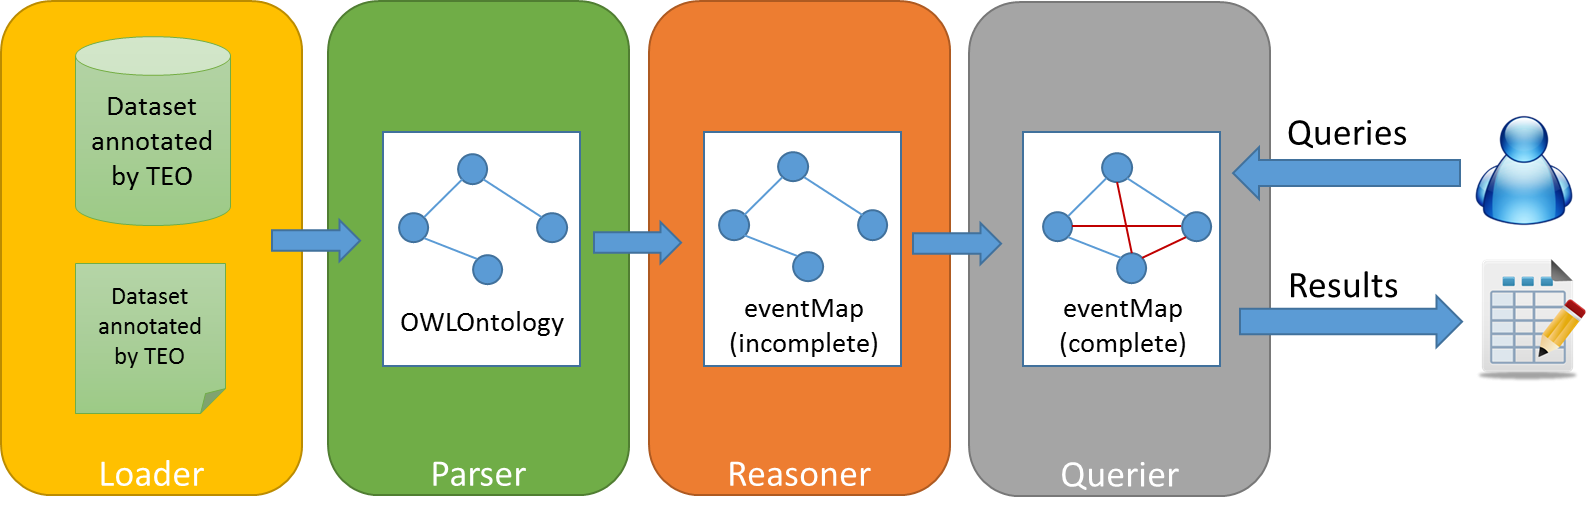 Dataset
annotated
by TEO
Dataset
annotated
by TEO
Loader
OWLOntology
Parser
eventMap
(incomplete)
Reasoner
eventMap
(complete)
Querier
Queries
Results